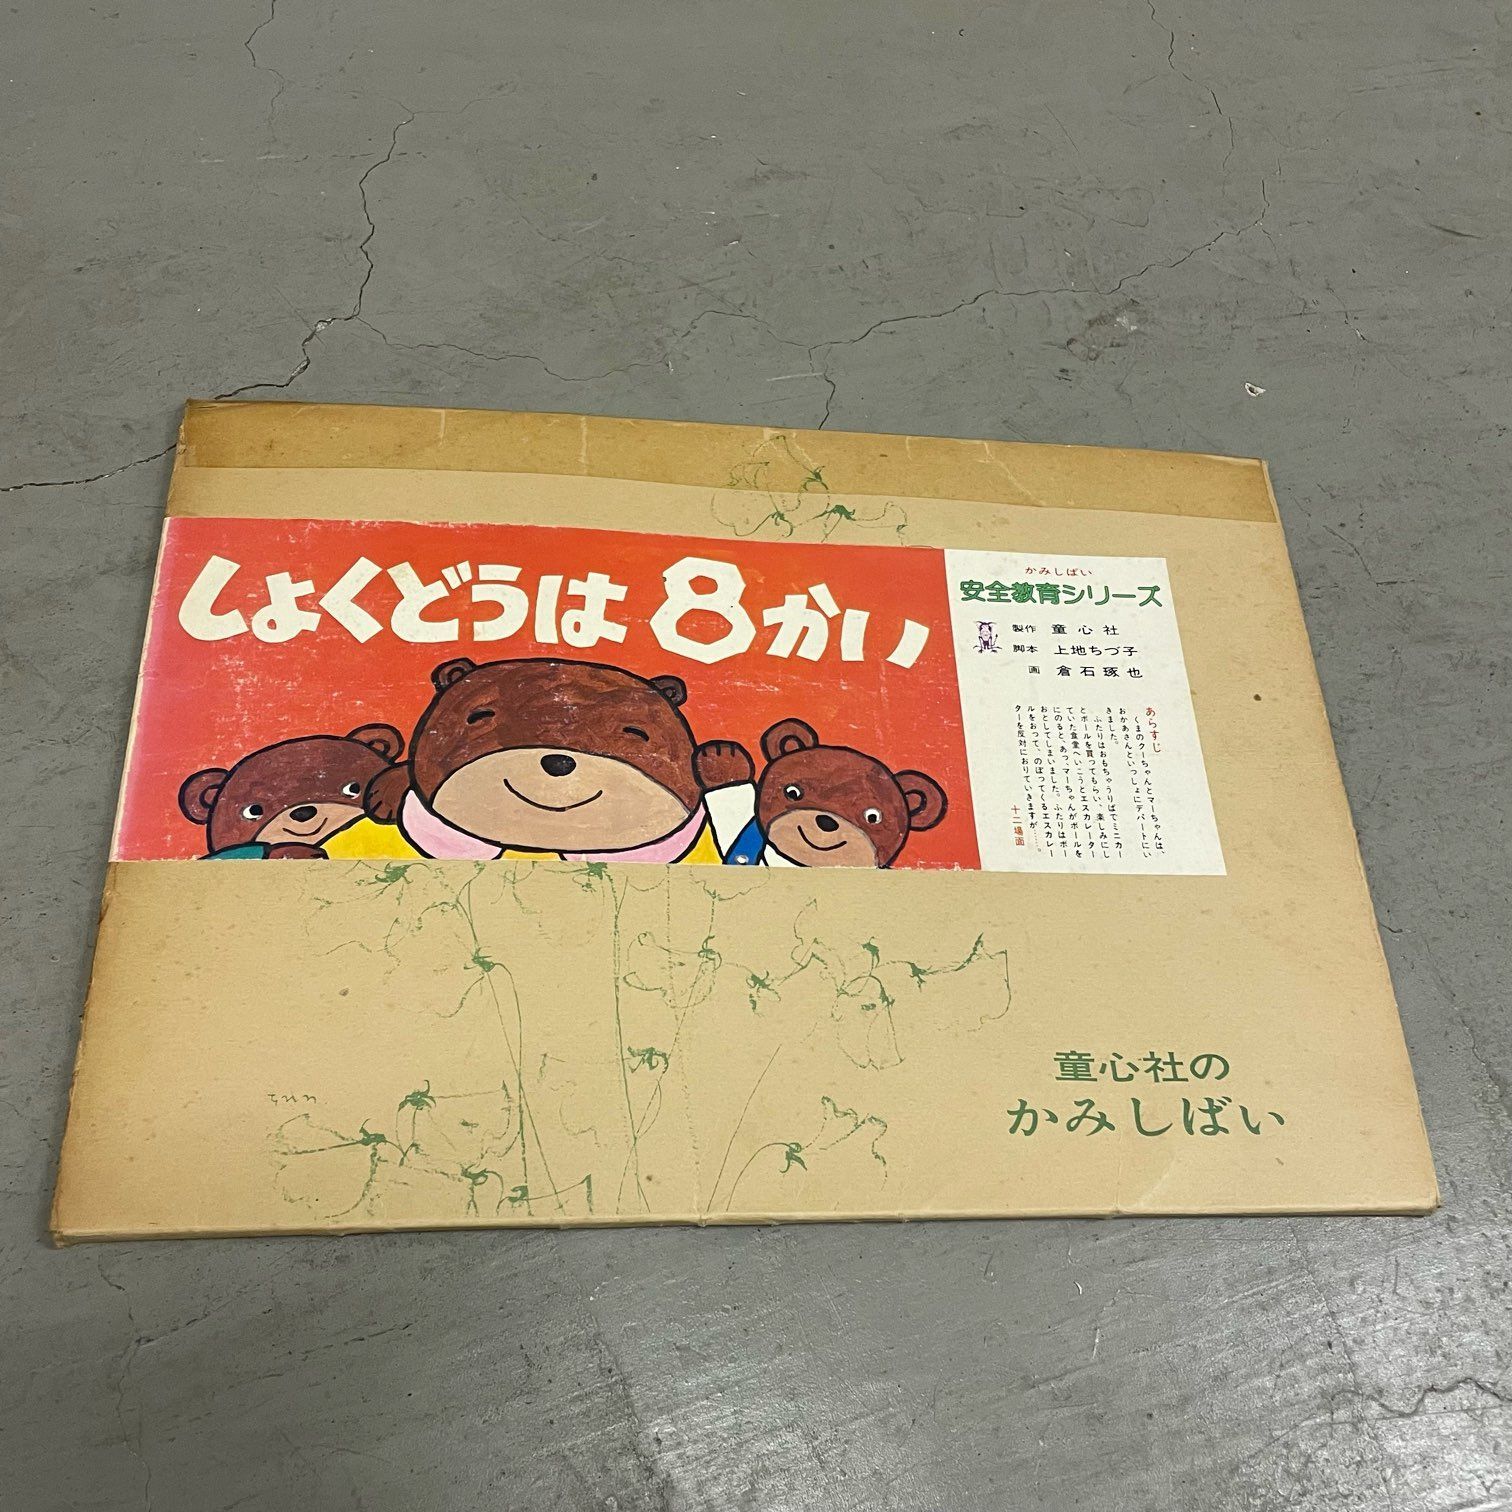 しょくどうは8かい
かみしばい
安全教育シリーズ
製作 童心社
脚本 上地ちづ子
画 倉石琢也
あらすじ
くまのクーちゃんとマーちゃんは、
おかあさんといっしょにデパートにい
きました。
ふたりはおもちゃうりばでミニカー
とボールを買ってもらい、楽しみにし
ていた食堂へいこうとエスカレーター
にのると、あっ、マーちゃんがボールを
おとしてしまいました。ふたりはボー
ルをおって、のぼってくるエスカレー
ターを反対におりていきますが……。
十二場面
童心社の
かみしばい